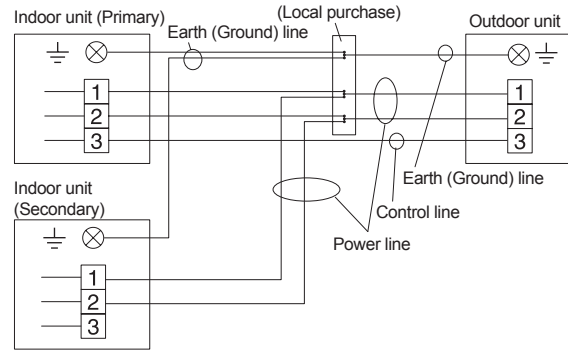 Indoor unit (Primary)
(Local purchase)
Outdoor unit
Earth (Ground) line
1
2
3
1
2
3
Earth (Ground) line
Control line
Power line
Indoor unit
(Secondary)
1
2
3